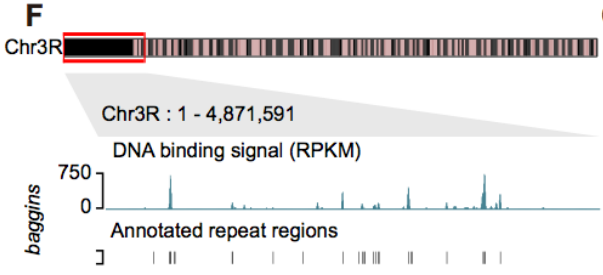 F
Chr3R
Chr3R : 1 - 4,871,591
DNA binding signal (RPKM)
750
0
baggins
Annotated repeat regions